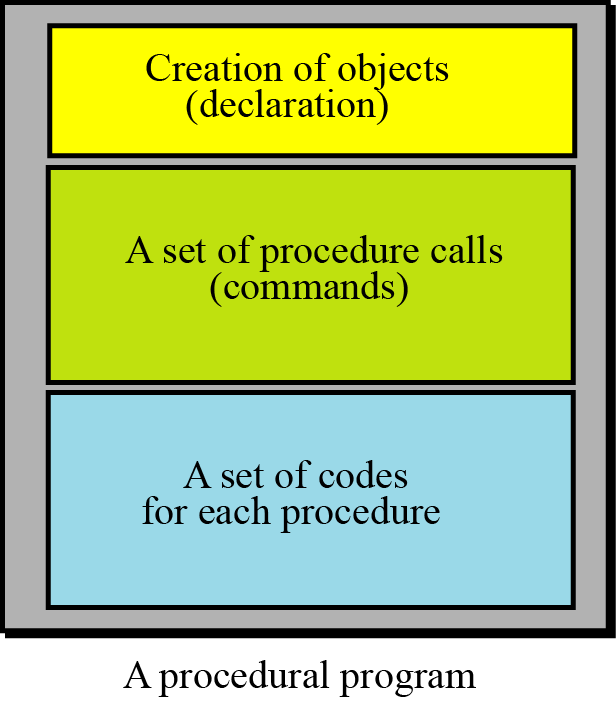 Creation of objects
(declaration)
A set of procedure calls
(commands)
A set of codes
for each procedure
A procedural program